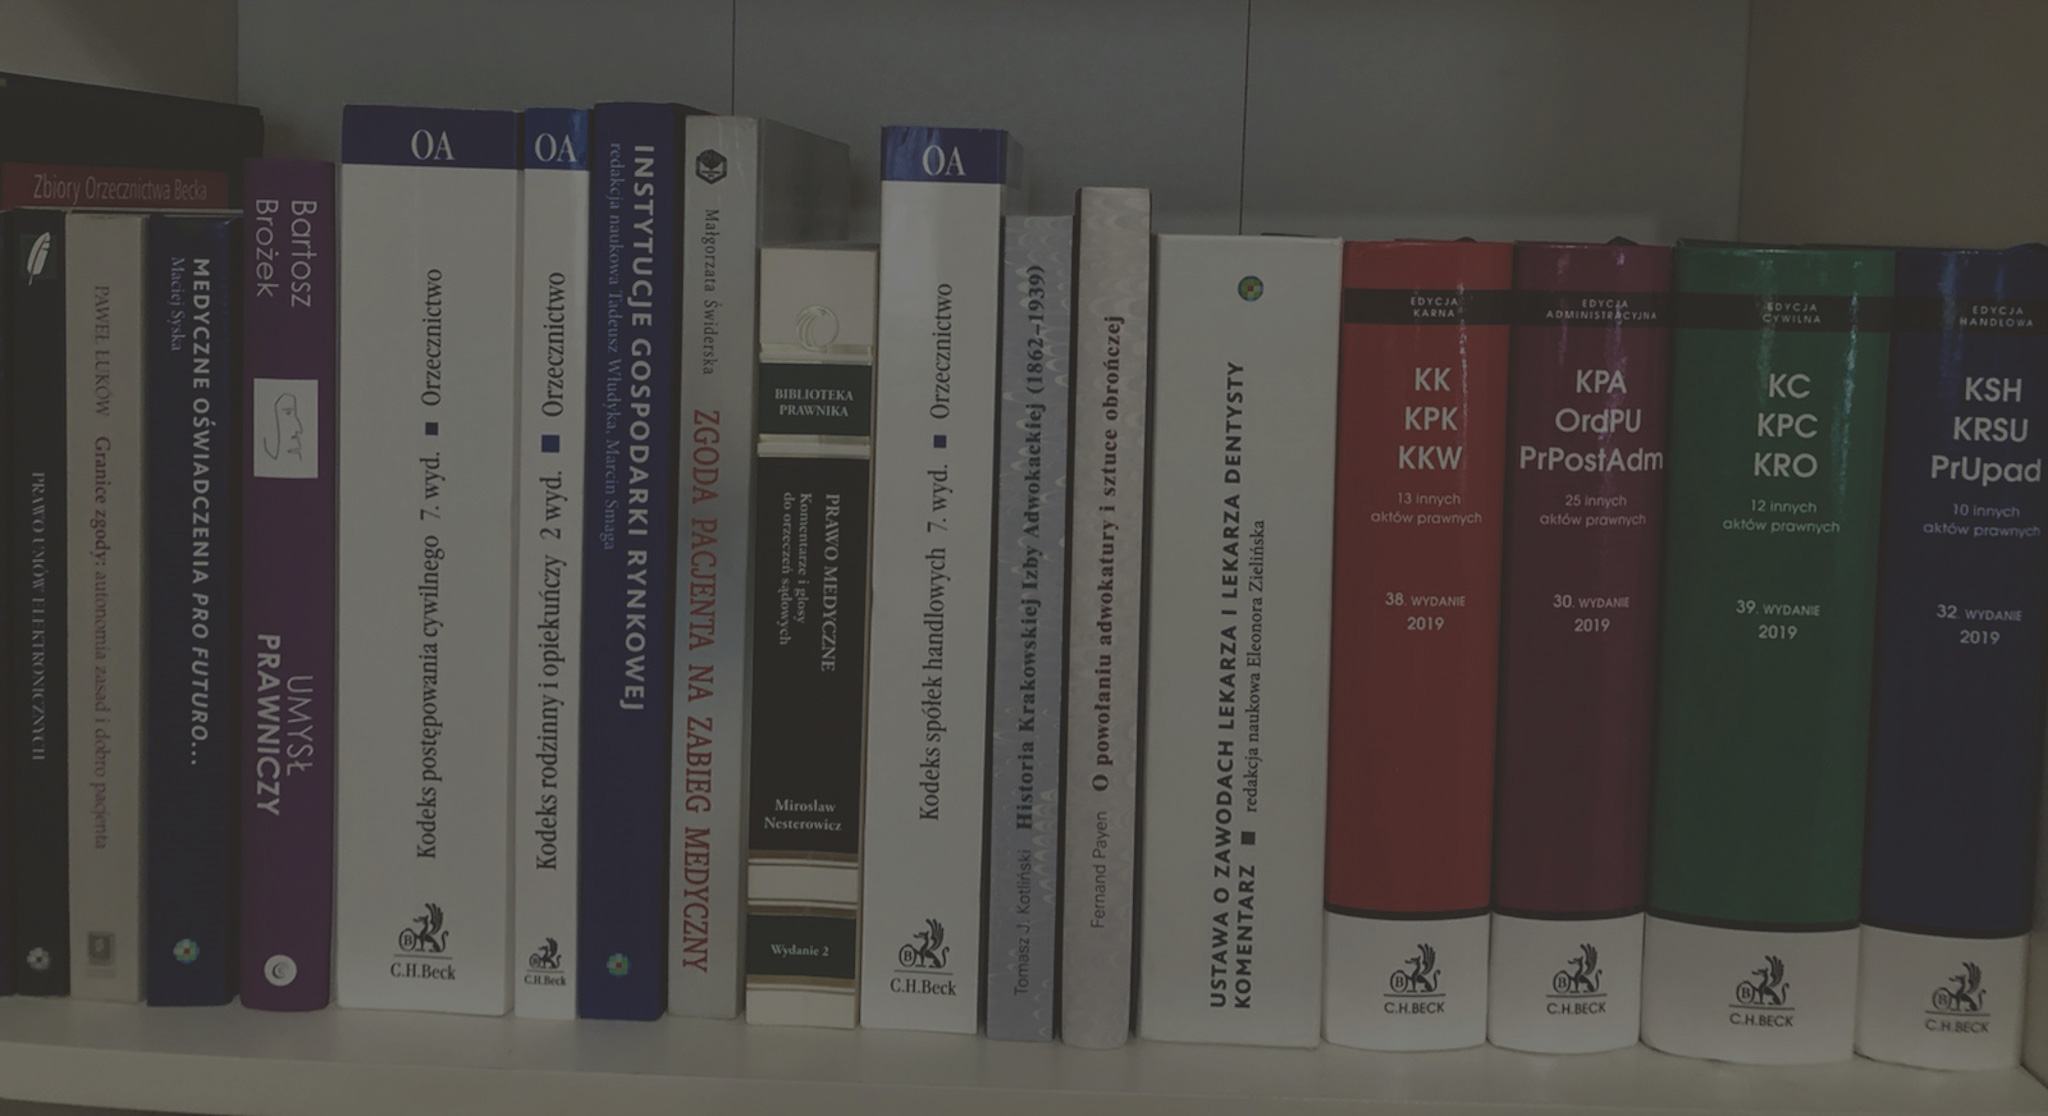 Zbiory Orzecznictwa Becka
PRAWO UMÓW ELEKTRONICZNYCH
PAWEŁ ŁUKÓW Granice zgody: autonomia zasad i dobro pacjenta
MEDYCZNE OŚWIADCZENIA PRO FUTURO...
Maciej Syska
Bartosz
Brożek
UMYSŁ
PRAWNICZY
OA
Kodeks postępowania cywilnego 7. wyd. ■ Orzecznictwo
C.H.Beck
OA
Kodeks rodzinny i opiekuńczy 2 wyd. ■ Orzecznictwo
C.H.Beck
INSTYTUCJE GOSPODARKI RYNKOWEJ
redakcja naukowa Tadeusz Włudyka, Marcin Smaga
Małgorzata Świderska
ZGODA PACJENTA NA ZABIEG MEDYCZNY
BIBLIOTEKA
PRAWNIKA
PRAWO MEDYCZNE
Komentarze i glosy
do orzeczeń sądowych
Mirosław
Nesterowicz
Wydanie 2
OA
Kodeks spółek handlowych 7. wyd. ■ Orzecznictwo
C.H.Beck
Tomasz J. Kotliński Historia Krakowskiej Izby Adwokackiej (1862–1939)
Fernand Payen O powołaniu adwokatury i sztuce obrończej
USTAWA O ZAWODACH LEKARZA I LEKARZA DENTYSTY
KOMENTARZ ■ redakcja naukowa Eleonora Zielińska
EDYCJA
KARNA
KK
KPK
KKW
13 innych
aktów prawnych
38. WYDANIE
2019
C.H.BECK
EDYCJA
ADMINISTRACYJNA
KPA
OrdPU
PrPostAdm
25 innych
aktów prawnych
30. WYDANIE
2019
C.H.BECK
EDYCJA
CYWILNA
KC
KPC
KRO
12 innych
aktów prawnych
39. WYDANIE
2019
C.H.BECK
EDYCJA
HANDLOWA
KSH
KRSU
PrUpad
10 innych
aktów prawnych
32. WYDANIE
2019
C.H.BECK